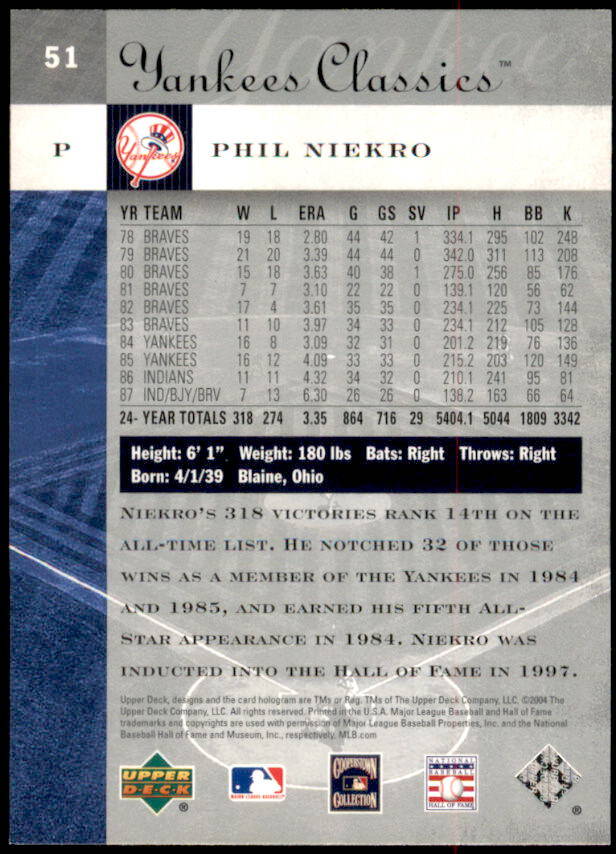 51
Yankees Classics™
P
Yankees
PHIL NIEKRO
YR TEAM W L ERA G GS SV IP H BB K
78 BRAVES 19 18 2.80 44 42 1 334.1 295 102 248
79 BRAVES 21 20 3.39 44 44 0 342.0 311 113 208
80 BRAVES 15 18 3.63 40 38 1 275.0 256 85 176
81 BRAVES 7 7 3.10 22 22 0 139.1 120 56 62
82 BRAVES 17 4 3.61 35 35 0 234.1 225 73 144
83 BRAVES 11 10 3.97 34 33 0 234.1 212 105 128
84 YANKEES 16 8 3.09 32 31 0 201.2 219 76 136
85 YANKEES 16 12 4.09 33 33 0 215.2 203 120 149
86 INDIANS 11 11 4.32 34 32 0 210.1 241 95 81
87 IND/BJY/BRV 7 13 6.30 26 26 0 138.2 163 66 64
24- YEAR TOTALS 318 274 3.35 864 716 29 5404.1 5044 1809 3342
Height: 6' 1" Weight: 180 lbs Bats: Right Throws: Right
Born: 4/1/39 Blaine, Ohio
NIEKRO'S 318 VICTORIES RANK 14TH ON THE
ALL-TIME LIST. HE NOTCHED 32 OF THOSE
WINS AS A MEMBER OF THE YANKEES IN 1984
AND 1985, AND EARNED HIS FIFTH ALL-
STAR APPEARANCE IN 1984. NIEKRO WAS
INDUCTED INTO THE HALL OF FAME IN 1997.
Upper Deck, designs and the card hologram are TMs or Reg. TMs of The Upper Deck Company, LLC. ©2004 The
Upper Deck Company, LLC. All rights reserved. Printed in the U.S.A. Major League Baseball and Hall of Fame
trademarks and copyrights are used with permission of Major League Baseball Properties, Inc. and the National
Baseball Hall of Fame and Museum, Inc., respectively. MLB.com
UPPER
DECK
®
MAJOR LEAGUE BASEBALL
COOPERSTOWN
COLLECTION
NATIONAL
BASEBALL
HALL OF FAME
®